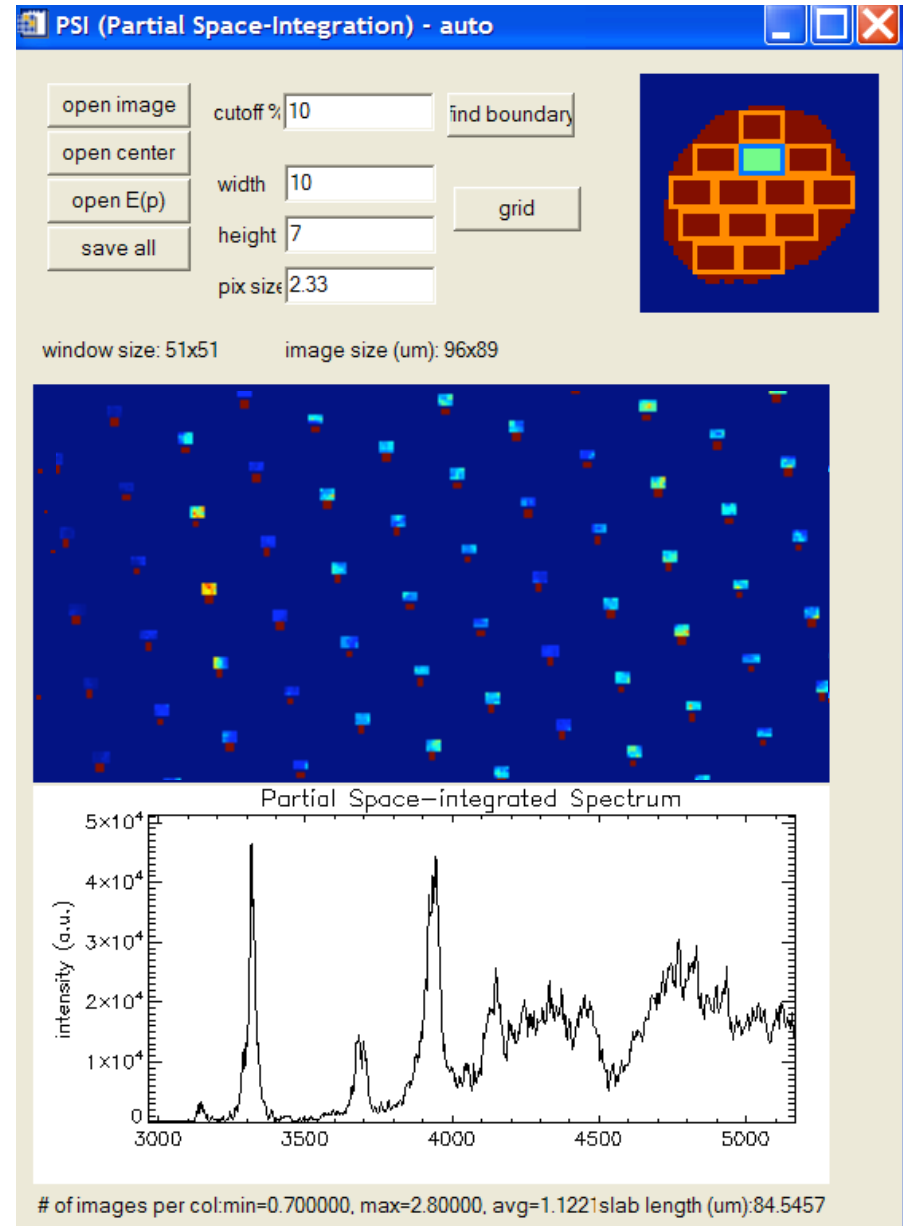 PSI (Partial Space-Integration) - auto
open image
cutoff %
10
find boundary
open center
open E(p)
width
10
grid
save all
height
7
pix size
2.33
window size: 51x51
image size (um): 96x89
Partial Space-integrated Spectrum
5×10⁴
4×10⁴
3×10⁴
2×10⁴
1×10⁴
0
intensity (a.u.)
3000 3500 4000 4500 5000
# of images per col:min=0.700000, max=2.80000, avg=1.1221slab length (um):84.5457